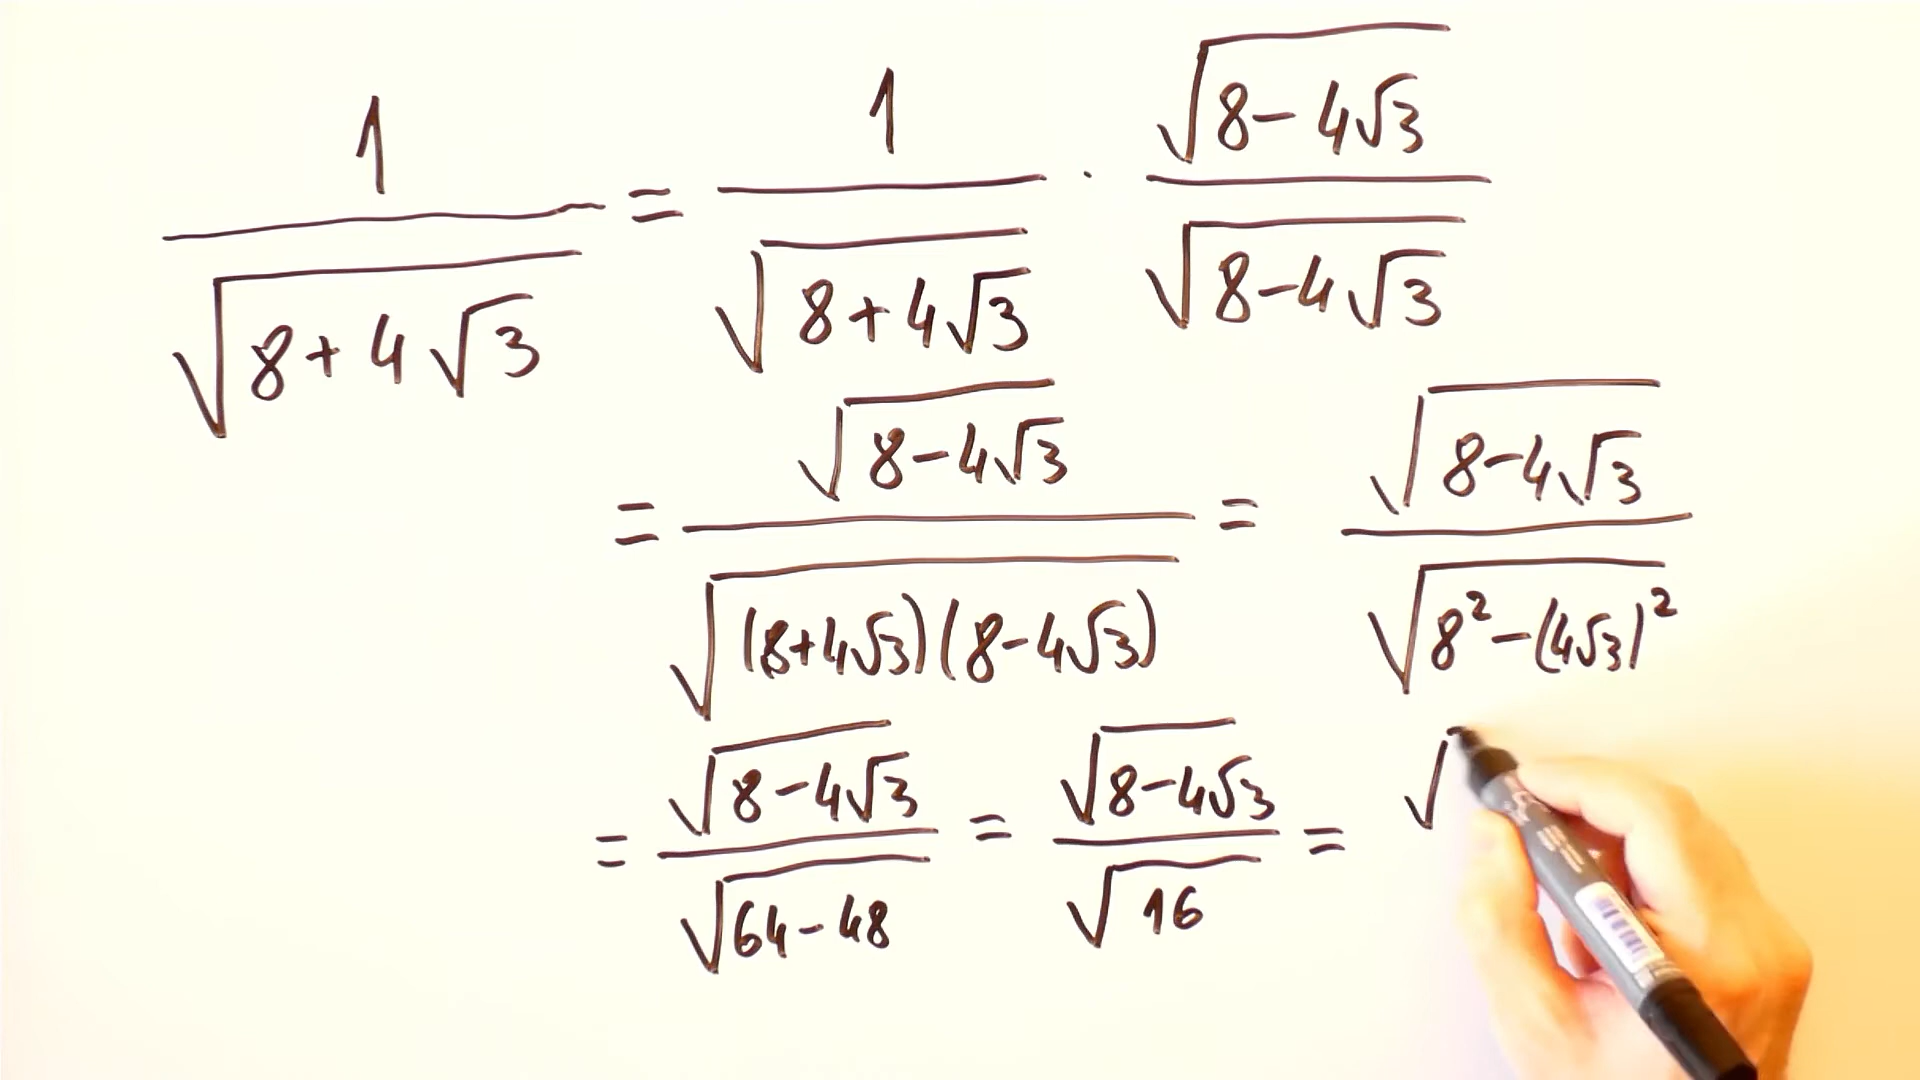 1/√(8+4√3) = 1/√(8+4√3) · √(8-4√3)/√(8-4√3)
= √(8-4√3)/√((8+4√3)(8-4√3)) = √(8-4√3)/√(8²-(4√3)²)
= √(8-4√3)/√(64-48) = √(8-4√3)/√16 = √